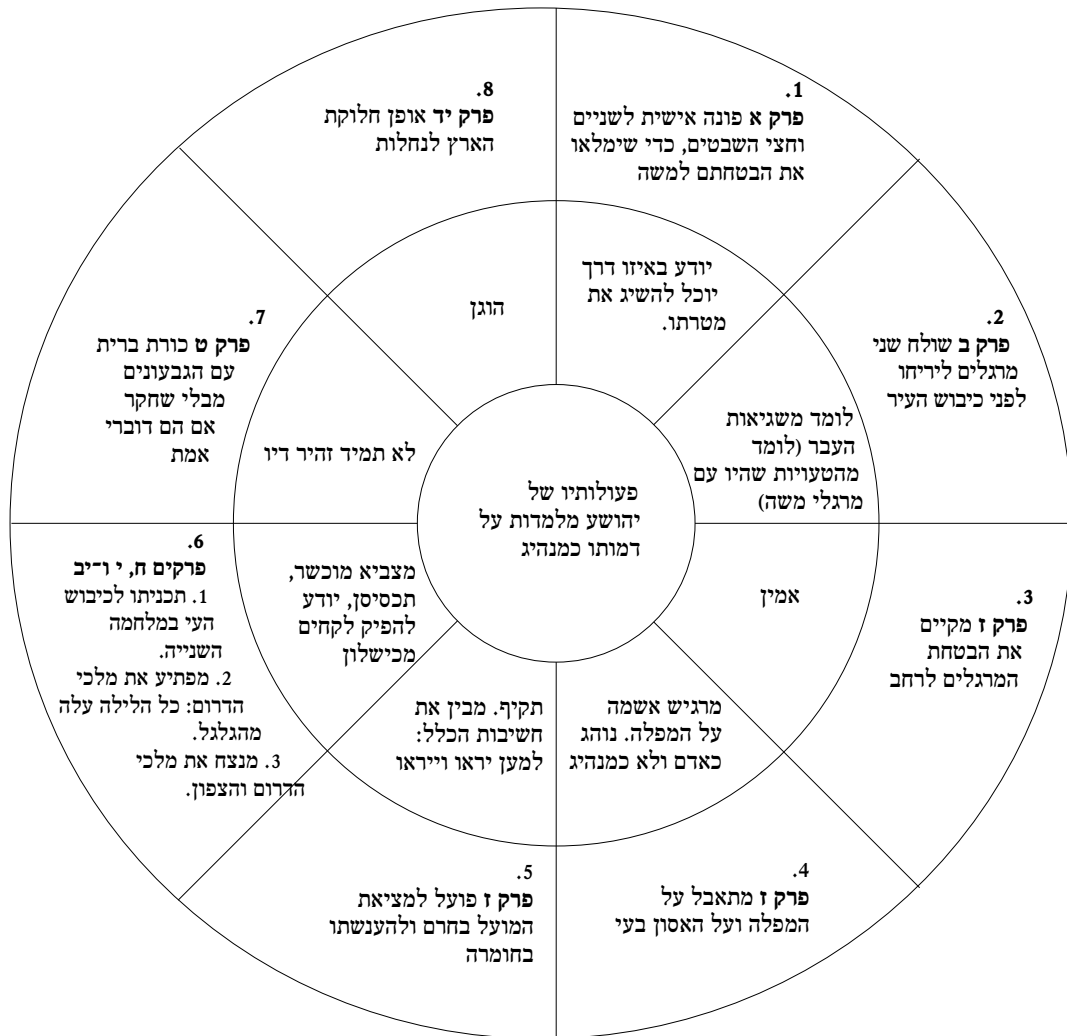 פעולותיו של
יהושע מלמדות על
דמותו כמנהיג
1.
פרק א פונה אישית לשניים
וחצי השבטים, כדי שימלאו
את הבטחתם למשה
יודע באיזו דרך
יוכל להשיג את
מטרתו.
2.
פרק ב שולח שני
מרגלים ליריחו
לפני כיבוש העיר
לומד משגיאות
העבר (לומד
מהטעויות שהיו עם
מרגלי משה)
3.
פרק ז מקיים
את הבטחת
המרגלים לרחב
אמין
4.
פרק ז מתאבל על
המפלה ועל האסון בעי
מרגיש אשמה
על המפלה. נוהג
כאדם ולא כמנהיג
5.
פרק ז פועל למציאת
המועל בחרם ולהענשתו
בחומרה
תקיף. מבין את
חשיבות הכלל:
למען יראו וייראו
6.
פרקים ח, י ו־יב
1. תכניתו לכיבוש
העי במלחמה
השנייה.
2. מפתיע את מלכי
הדרום: כל הלילה עלה
מהגלגל.
3. מנצח את מלכי
הדרום והצפון.
מצביא מוכשר,
תכסיסן, יודע
להפיק לקחים
מכישלון
7.
פרק ט כורת ברית
עם הגבעונים
מבלי שחקר
אם הם דוברי
אמת
לא תמיד זהיר דיו
8.
פרק יד אופן חלוקת
הארץ לנחלות
הוגן